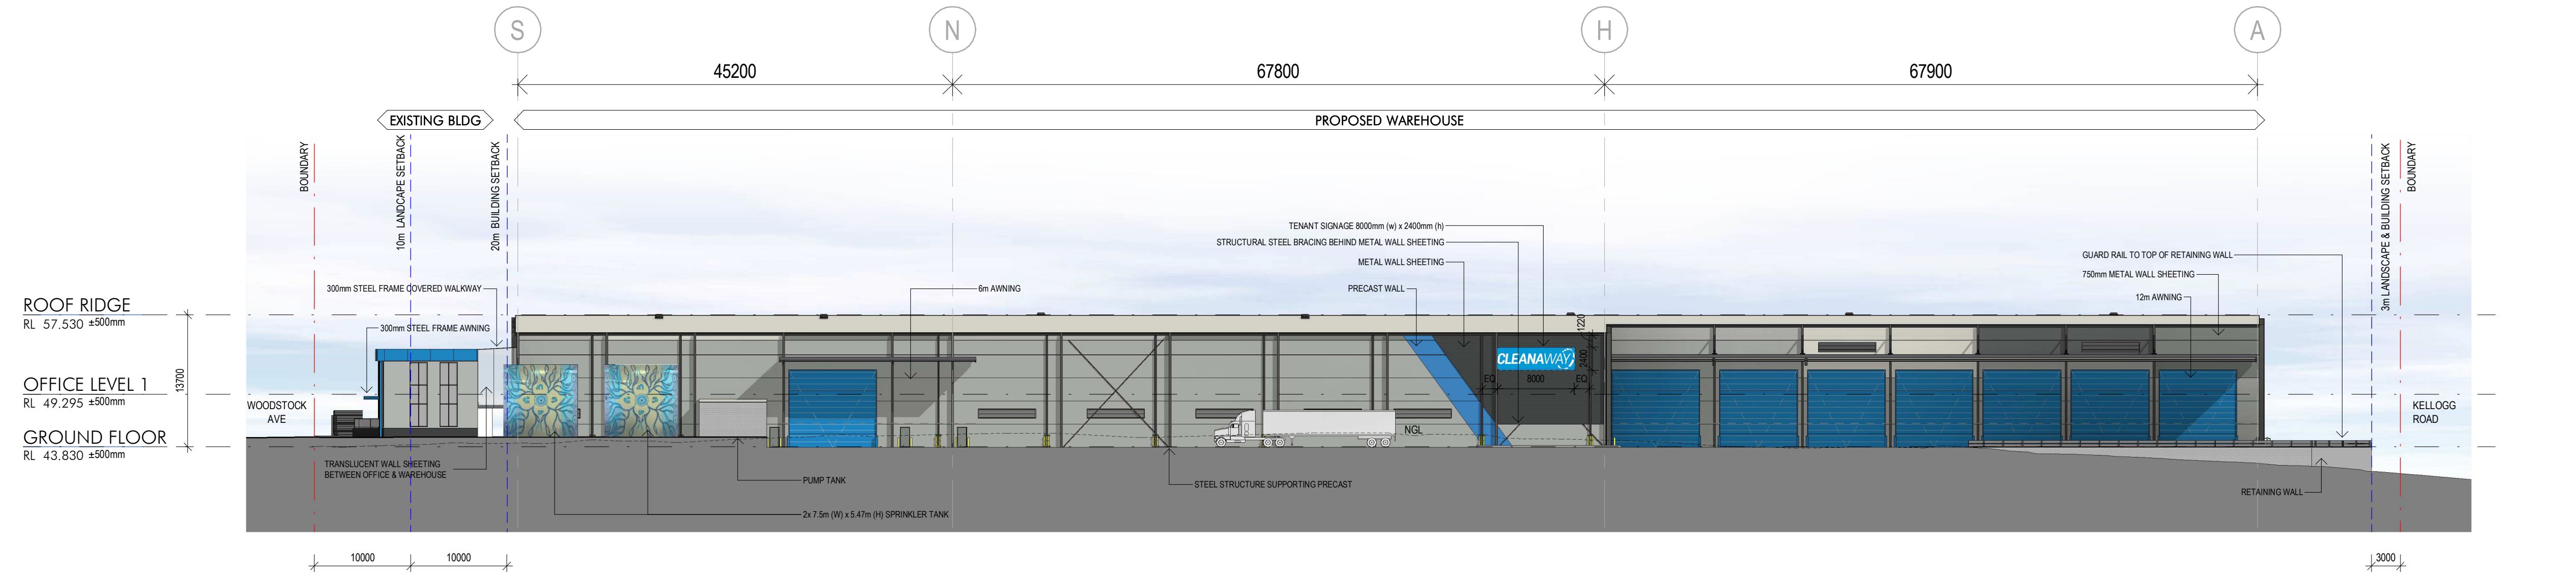 S
N
H
A
45200
67800
67900
EXISTING BLDG
PROPOSED WAREHOUSE
BOUNDARY
10m LANDSCAPE SETBACK
20m BUILDING SETBACK
3m LANDSCAPE & BUILDING SETBACK
BOUNDARY
TENANT SIGNAGE 8000mm (w) x 2400mm (h)
STRUCTURAL STEEL BRACING BEHIND METAL WALL SHEETING
METAL WALL SHEETING
PRECAST WALL
GUARD RAIL TO TOP OF RETAINING WALL
750mm METAL WALL SHEETING
12m AWNING
300mm STEEL FRAME COVERED WALKWAY
6m AWNING
300mm STEEL FRAME AWNING
ROOF RIDGE
RL 57.530 ±500mm
13700
OFFICE LEVEL 1
RL 49.295 ±500mm
GROUND FLOOR
RL 43.830 ±500mm
WOODSTOCK
AVE
1220
CLEANAWAY
2400
EQ
8000
EQ
NGL
KELLOGG
ROAD
TRANSLUCENT WALL SHEETING
BETWEEN OFFICE & WAREHOUSE
PUMP TANK
STEEL STRUCTURE SUPPORTING PRECAST
RETAINING WALL
2x 7.5m (W) x 5.47m (H) SPRINKLER TANK
10000
10000
3000